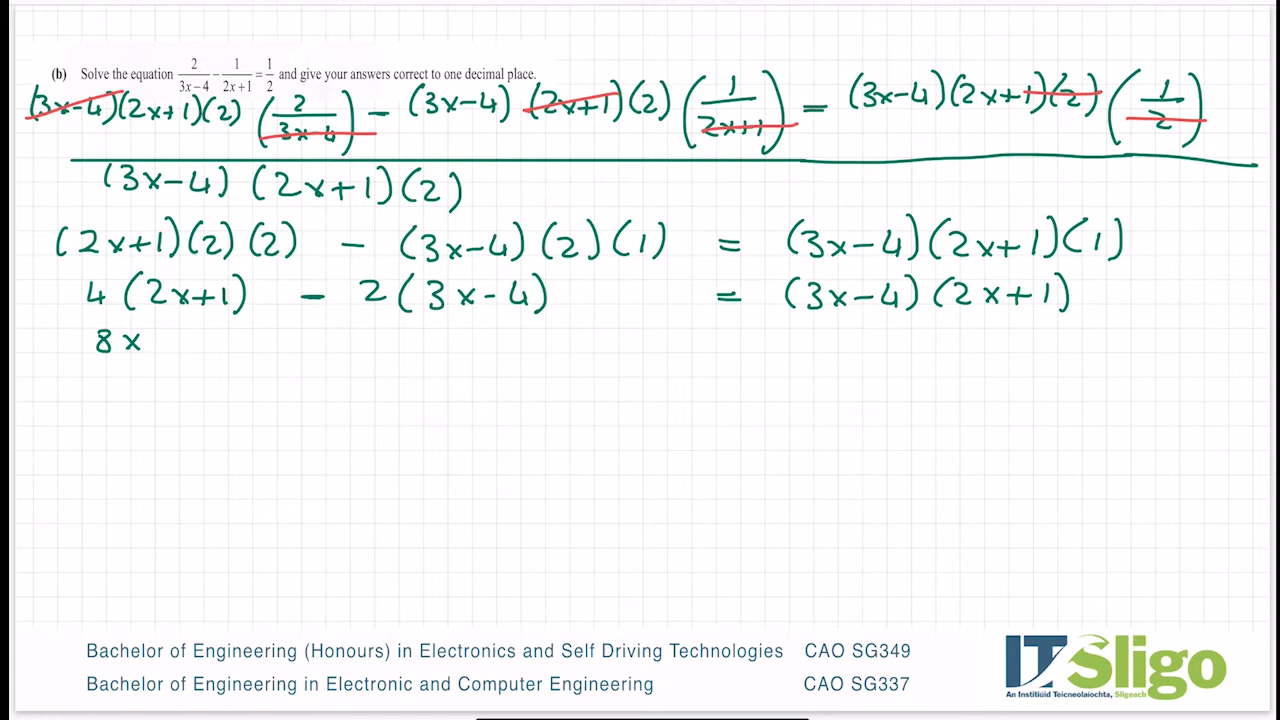 (b) Solve the equation 2/(3x−4) − 1/(2x+1) = 1/2 and give your answers correct to one decimal place.
(3x−4)(2x+1)(2) (2/(3x−4)) − (3x−4)(2x+1)(2) (1/(2x+1)) = (3x−4)(2x+1)(2) (1/2)
(3x−4) (2x+1)(2)
(2x+1)(2)(2) − (3x−4)(2)(1) = (3x−4)(2x+1)(1)
4(2x+1) − 2(3x−4) = (3x−4)(2x+1)
8x
Bachelor of Engineering (Honours) in Electronics and Self Driving Technologies CAO SG349
Bachelor of Engineering in Electronic and Computer Engineering CAO SG337
IT Sligo
An Institiúid Teicneolaíochta, Sligeach